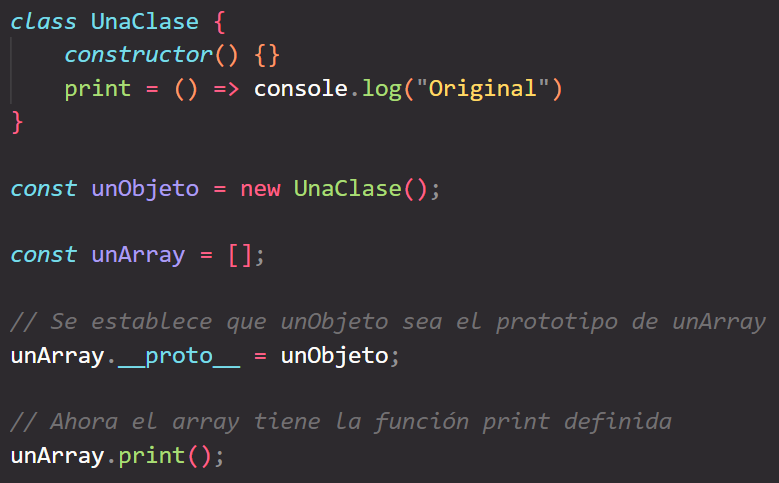 class UnaClase {
constructor() {}
print = () => console.log("Original")
}
const unObjeto = new UnaClase();
const unArray = [];
// Se establece que unObjeto sea el prototipo de unArray
unArray.__proto__ = unObjeto;
// Ahora el array tiene la función print definida
unArray.print();